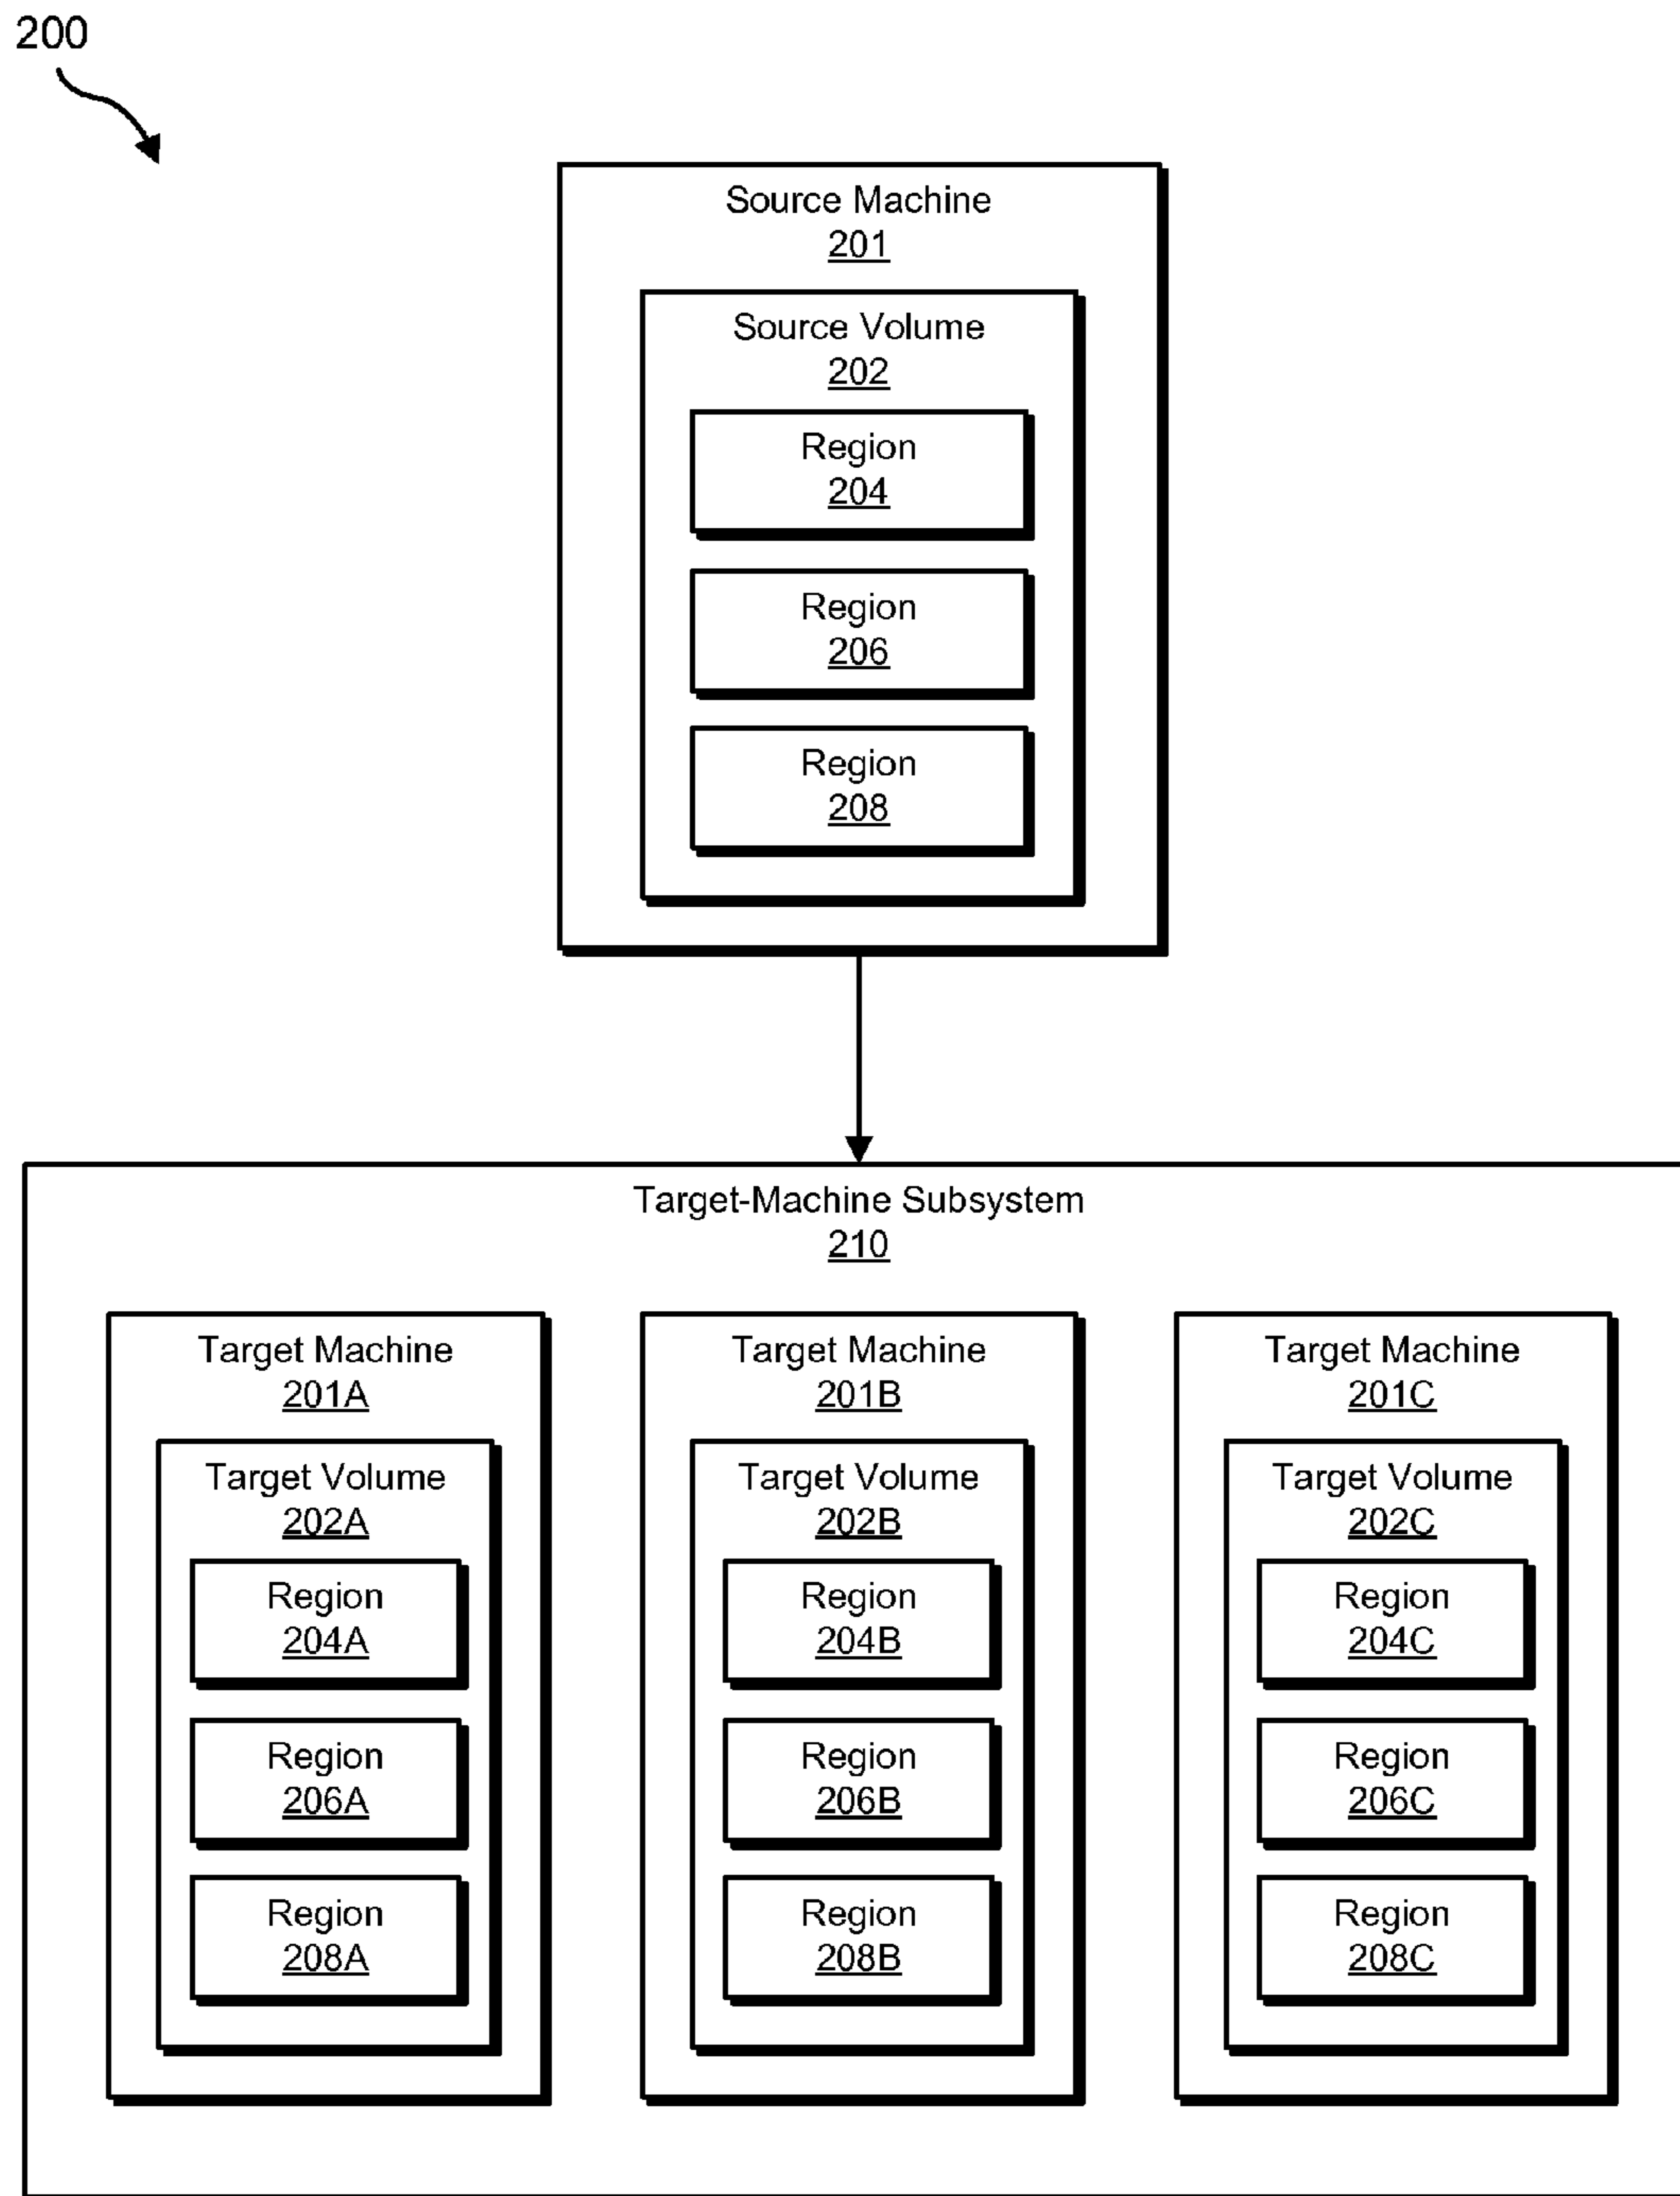 200
Source Machine
201
Source Volume
202
Region
204
Region
206
Region
208
Target-Machine Subsystem
210
Target Machine
201A
Target Volume
202A
Region
204A
Region
206A
Region
208A
Target Machine
201B
Target Volume
202B
Region
204B
Region
206B
Region
208B
Target Machine
201C
Target Volume
202C
Region
204C
Region
206C
Region
208C